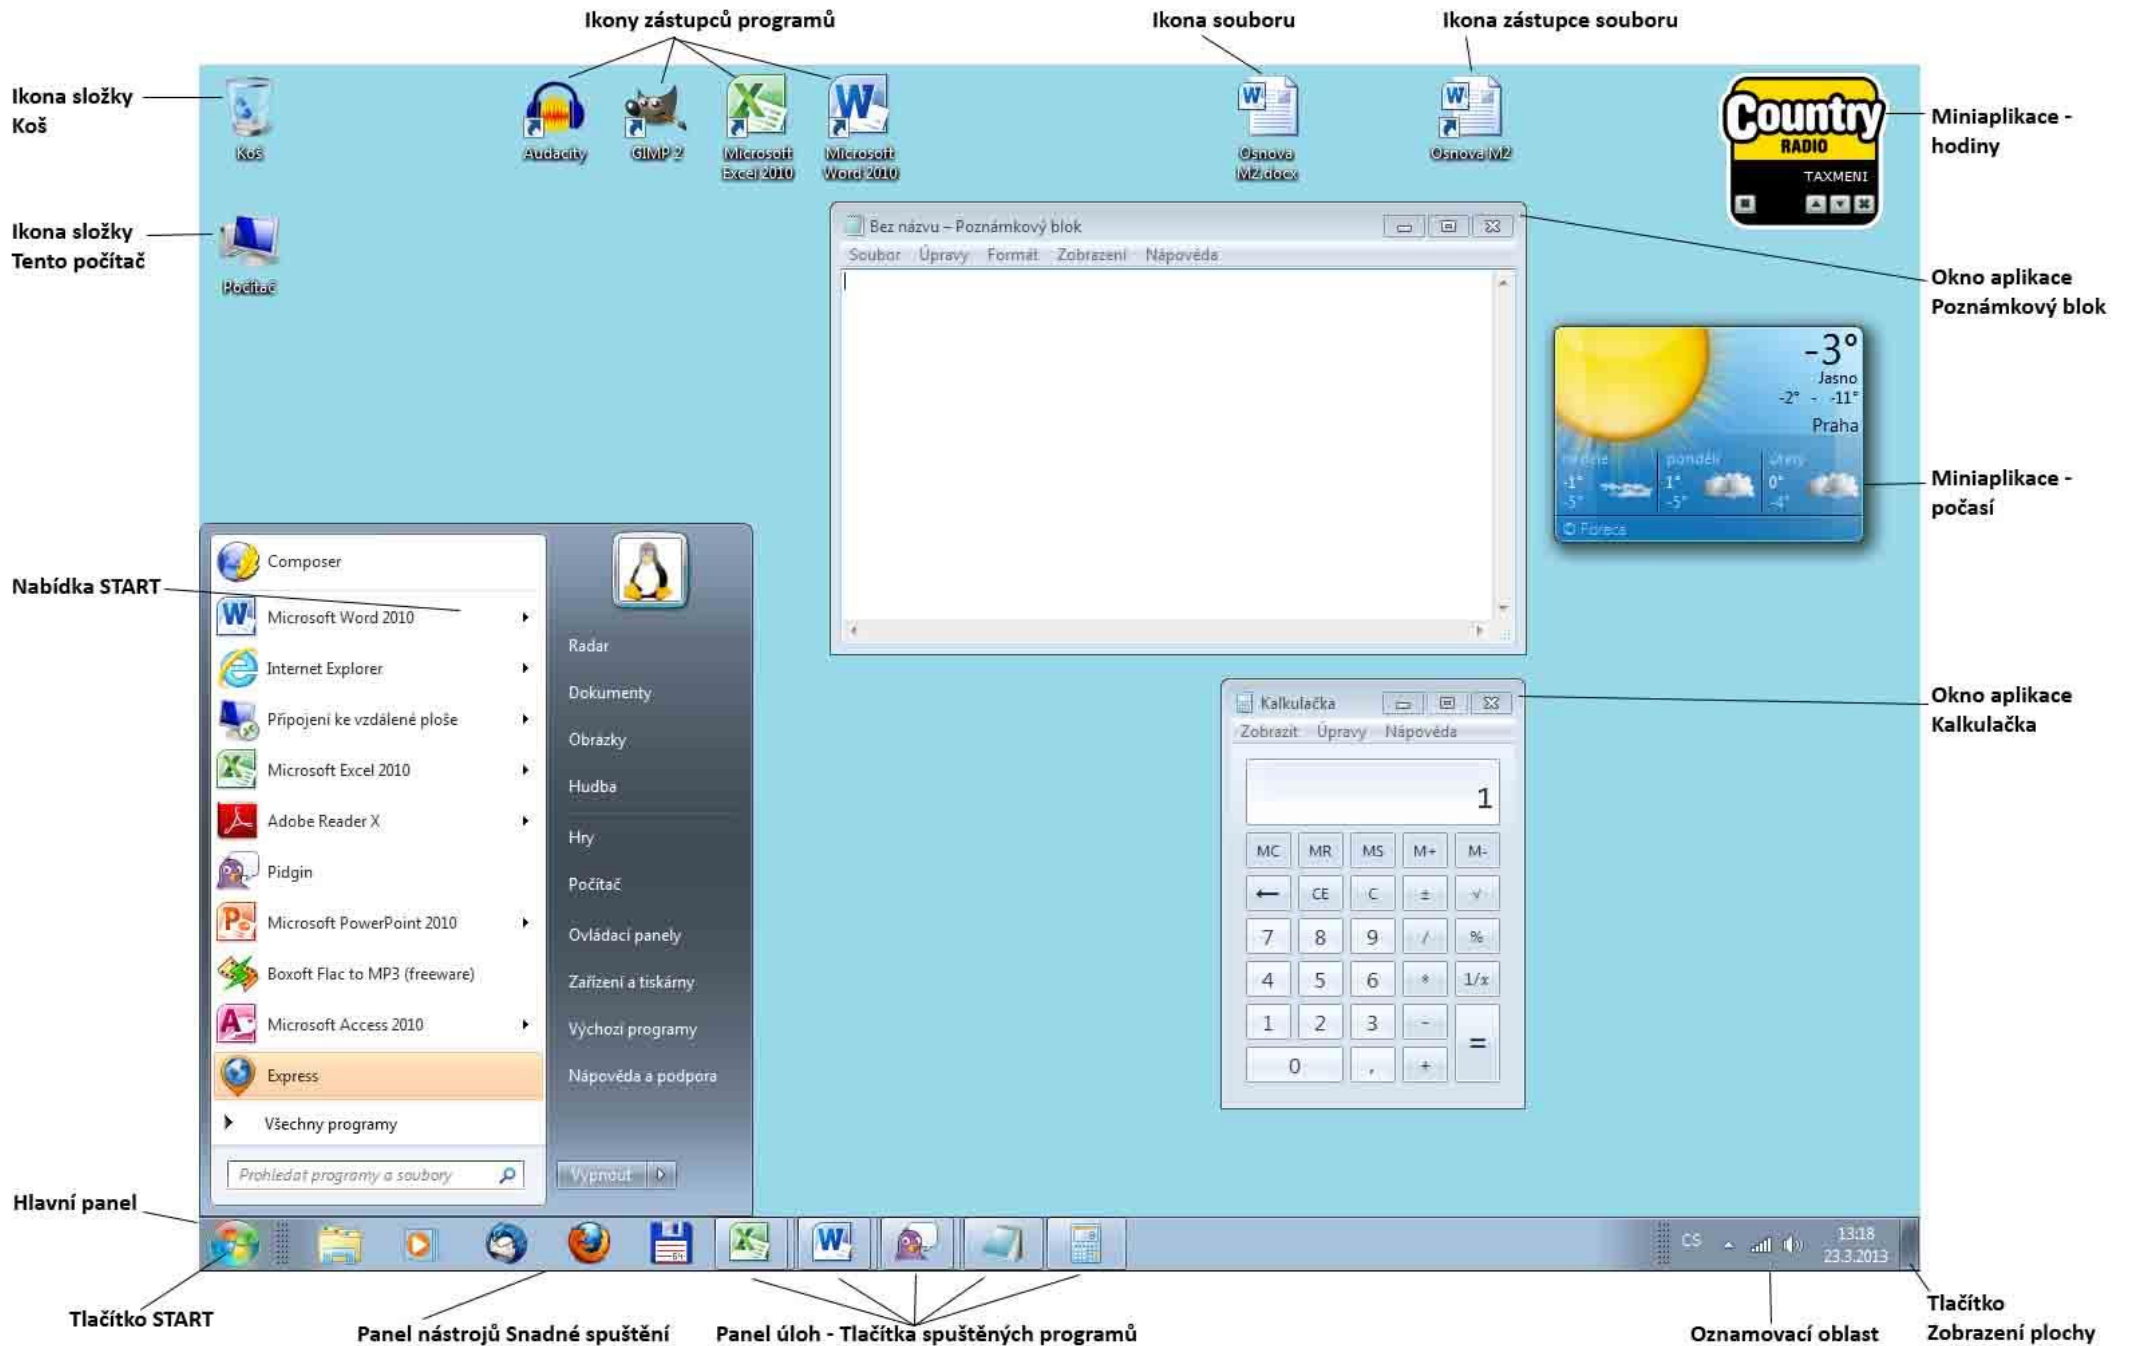 Ikony zástupců programů
Ikona souboru
Ikona zástupce souboru
Ikona složky
Koš
Koš
Audacity
GIMP 2
Microsoft
Excel 2010
Microsoft
Word 2010
Osnova
M2.docx
Osnova M2
Country
RADIO
TAXMENI
Miniaplikace -
hodiny
Ikona složky
Tento počítač
Počítač
Bez názvu – Poznámkový blok
Soubor Úpravy Formát Zobrazení Nápověda
Okno aplikace
Poznámkový blok
-3°
Jasno
-2° - -11°
Praha
neděle pondělí úterý
-1° 1° 0°
-5° -5° -4°
© Foreca
Miniaplikace -
počasí
Nabídka START
Composer
Microsoft Word 2010
Internet Explorer
Připojení ke vzdálené ploše
Microsoft Excel 2010
Adobe Reader X
Pidgin
Microsoft PowerPoint 2010
Boxoft Flac to MP3 (freeware)
Microsoft Access 2010
Express
Všechny programy
Prohledat programy a soubory
Radar
Dokumenty
Obrázky
Hudba
Hry
Počítač
Ovládací panely
Zařízení a tiskárny
Výchozí programy
Nápověda a podpora
Vypnout
Kalkulačka
Zobrazit Úpravy Nápověda
1
MC MR MS M+ M-
← CE C ± √
7 8 9 / %
4 5 6 * 1/x
1 2 3 - =
0 , +
Okno aplikace
Kalkulačka
Hlavní panel
64
CS
13:18
23.3.2013
Tlačítko START
Panel nástrojů Snadné spuštění
Panel úloh - Tlačítka spuštěných programů
Oznamovací oblast
Tlačítko
Zobrazení plochy